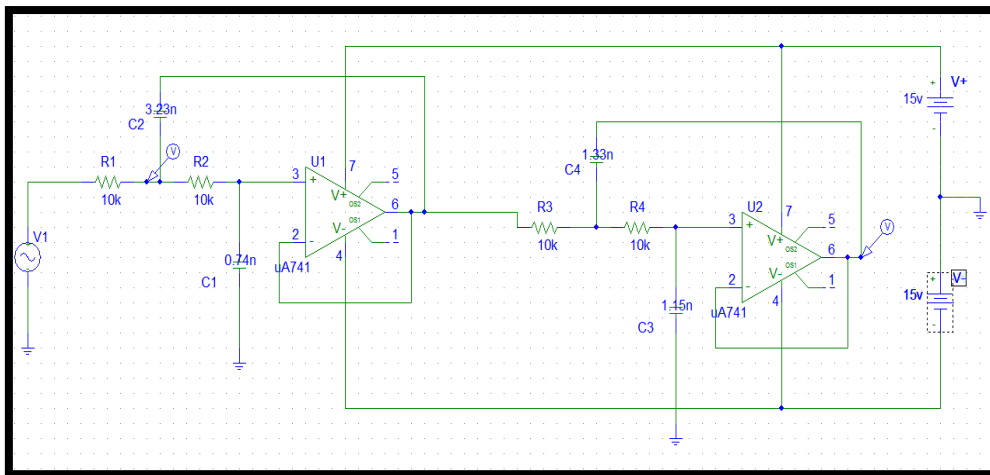 V+
15v
+
-
3.23n
C2
V
R1
10k
R2
10k
U1
3
+
7
5
V+
OS2
6
OS1
V-
2
-
4
1
uA741
V1
0.74n
C1
1.33n
C4
R3
10k
R4
10k
U2
3
+
7
5
V+
OS2
6
OS1
V-
2
-
4
1
uA741
V
1.15n
C3
V-
15v
+
-